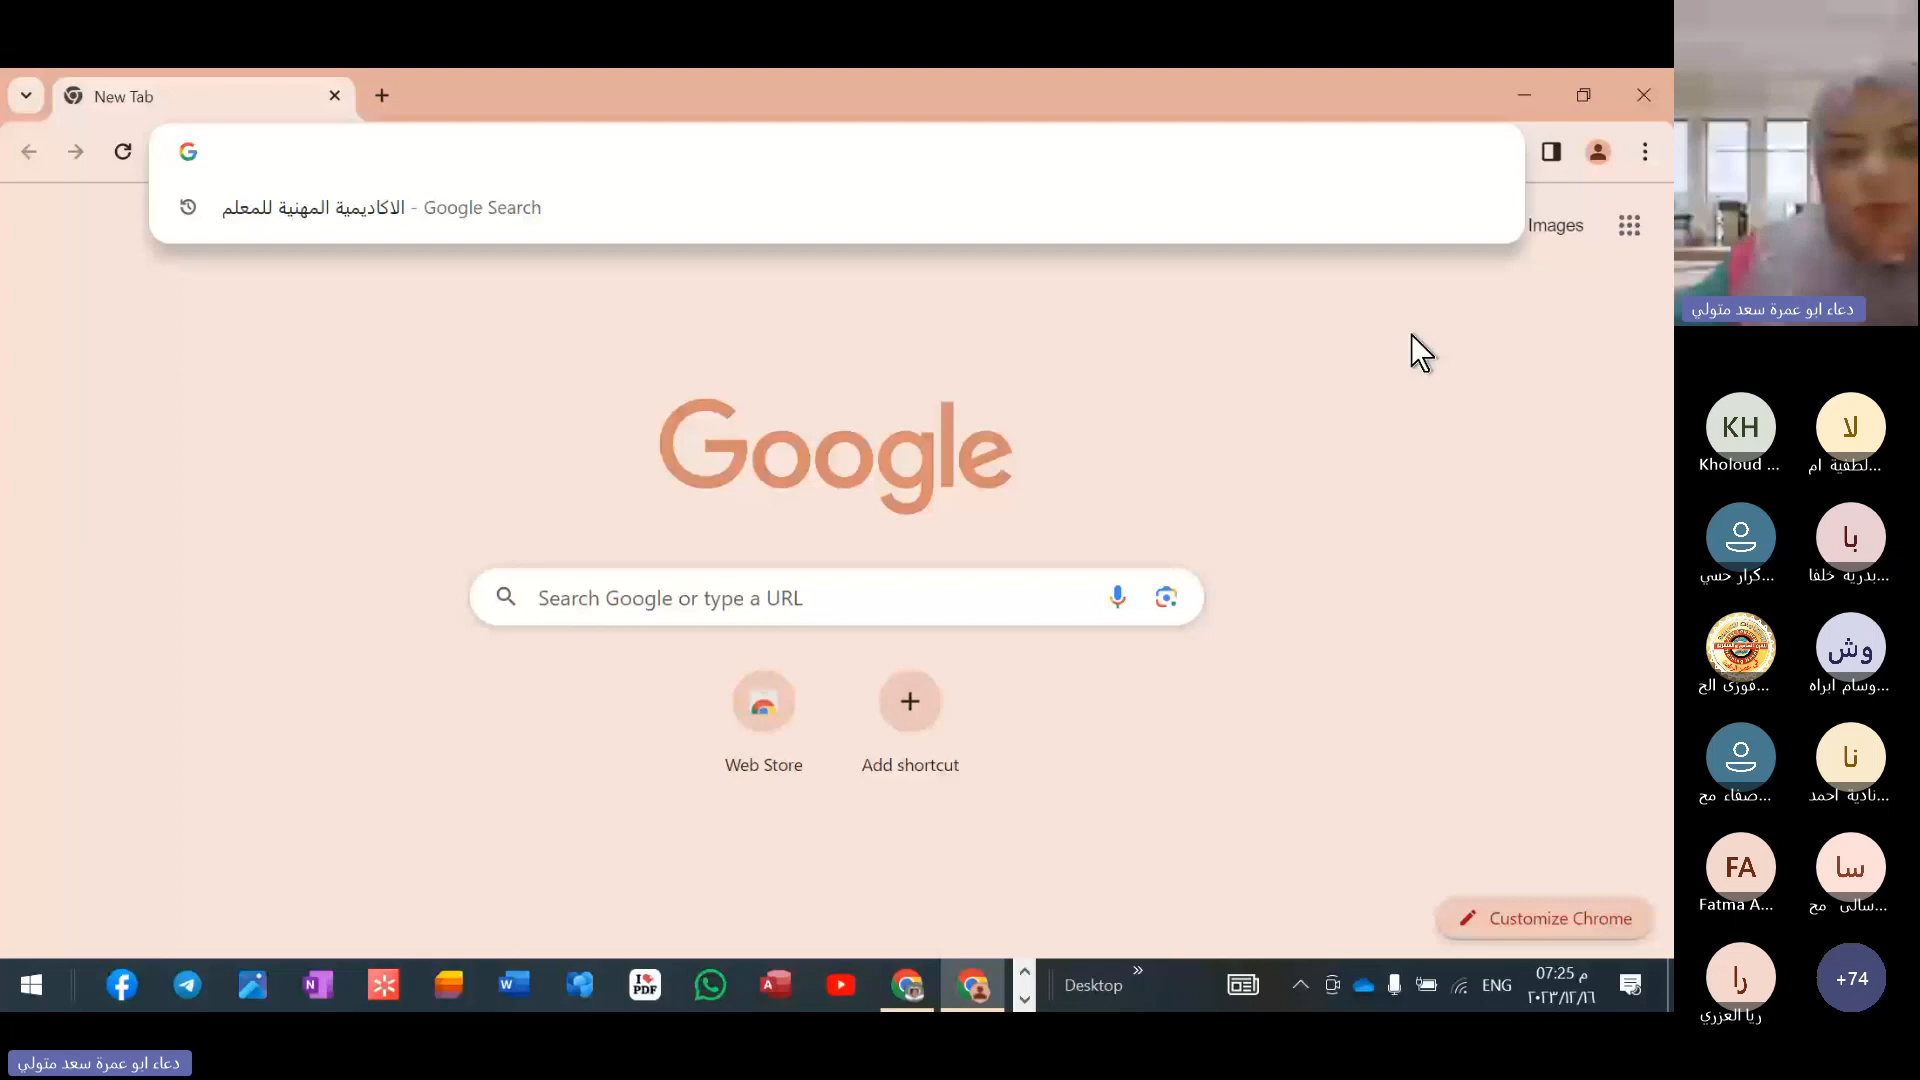 New Tab
الاكاديمية المهنية للمعلم - Google Search
Images
Google
Search Google or type a URL
Web Store
Add shortcut
Customize Chrome
I PDF
Desktop
ENG
07:25 م
٢٠٢٣/١٢/١٦
دعاء ابو عمرة سعد متولي
دعاء ابو عمرة سعد متولي
KH
Kholoud ...
لا
لطفية ام...
كرار حسي...
با
بدرية خلفا...
فوزى الح...
وش
وسام ابراه...
صفاء مح...
نا
نادية احمد...
FA
Fatma A...
سا
سالى مح...
را
ريا العزري
+74